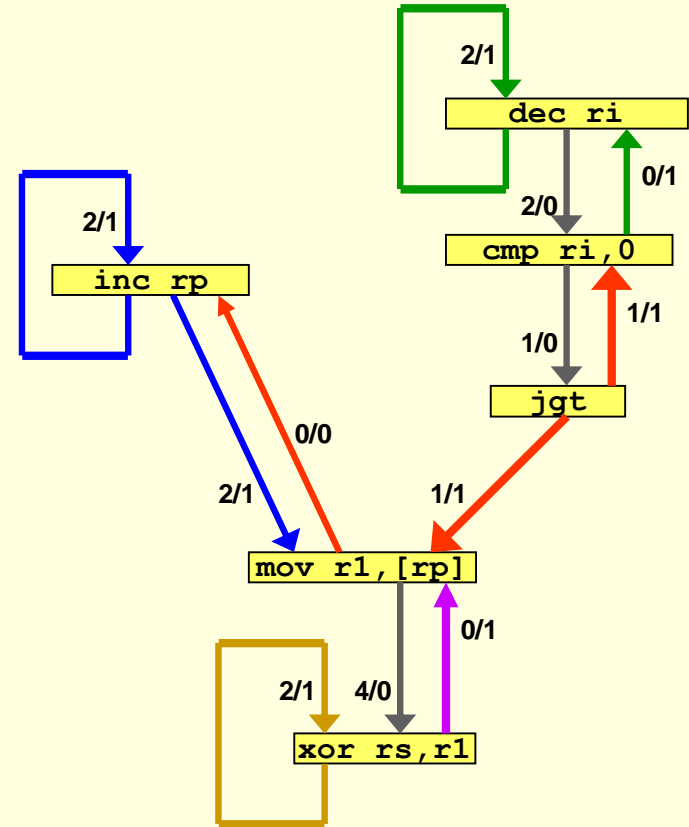 2/1
dec ri
0/1
2/0
2/1
cmp ri,0
inc rp
1/1
1/0
jgt
0/0
2/1
1/1
mov r1,[rp]
0/1
2/1
4/0
xor rs,r1